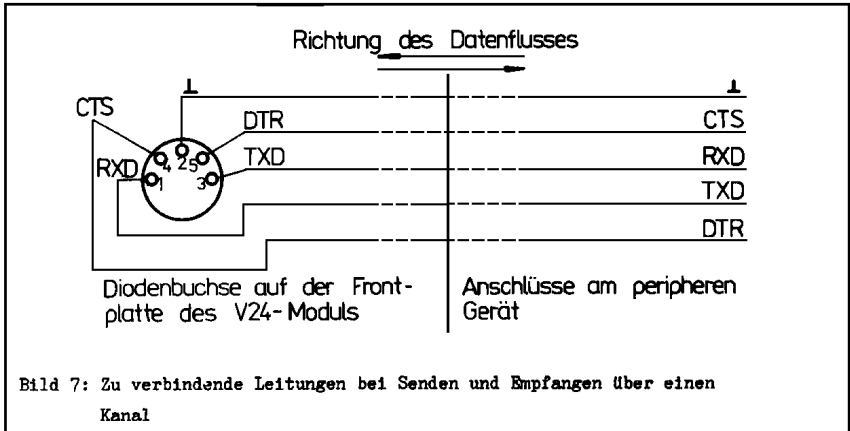 Richtung des Datenflusses
⊥ ⊥
CTS DTR CTS
RXD TXD RXD
4 2 5
1 3
TXD
DTR
Diodenbuchse auf der Front-
platte des V24-Moduls
Anschlüsse am peripheren
Gerät
Bild 7: Zu verbindende Leitungen bei Senden und Empfangen über einen
Kanal